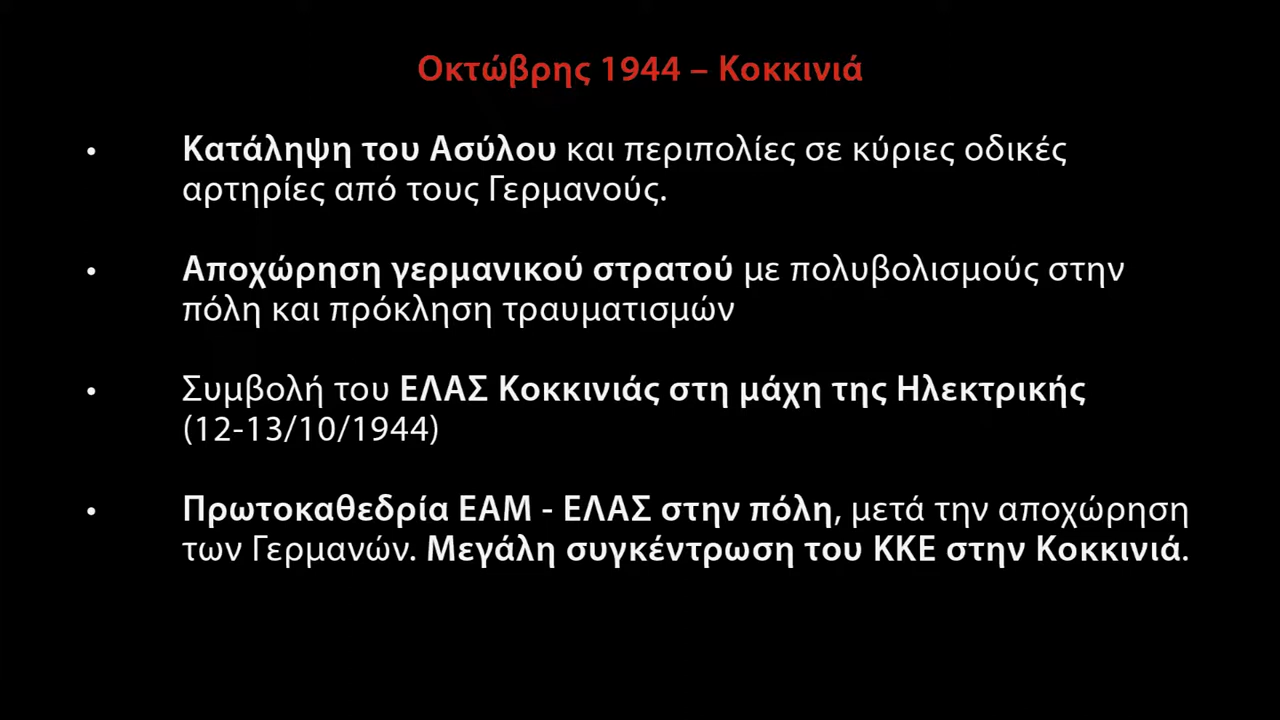 Οκτώβρης 1944 – Κοκκινιά
• Κατάληψη του Ασύλου και περιπολίες σε κύριες οδικές
αρτηρίες από τους Γερμανούς.
• Αποχώρηση γερμανικού στρατού με πολυβολισμούς στην
πόλη και πρόκληση τραυματισμών
• Συμβολή του ΕΛΑΣ Κοκκινιάς στη μάχη της Ηλεκτρικής
(12-13/10/1944)
• Πρωτοκαθεδρία ΕΑΜ - ΕΛΑΣ στην πόλη, μετά την αποχώρηση
των Γερμανών. Μεγάλη συγκέντρωση του ΚΚΕ στην Κοκκινιά.